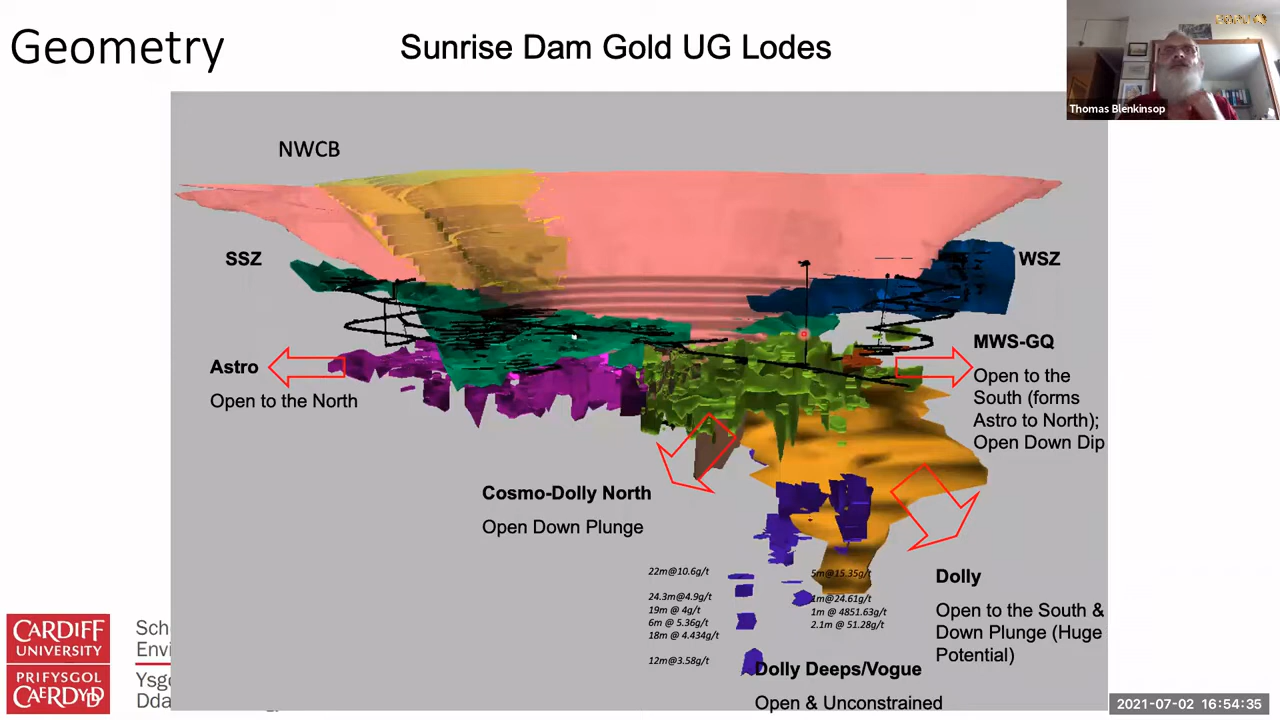 Geometry
Sunrise Dam Gold UG Lodes
Thomas Blenkinsop
NWCB
SSZ
WSZ
Astro
Open to the North
MWS-GQ
Open to the
South (forms
Astro to North);
Open Down Dip
Cosmo-Dolly North
Open Down Plunge
22m@10.6g/t
24.3m@4.9g/t
19m @ 4g/t
6m @ 5.36g/t
18m @ 4.434g/t
12m@3.58g/t
5m@15.35g/t
1m@24.61g/t
1m @ 4851.63g/t
2.1m @ 51.28g/t
Dolly
Open to the South &
Down Plunge (Huge
Potential)
Dolly Deeps/Vogue
Open & Unconstrained
CARDIFF
UNIVERSITY
PRIFYSGOL
CAERDYDD
Sch
Envi
Ysg
Dda
2021-07-02 16:54:35